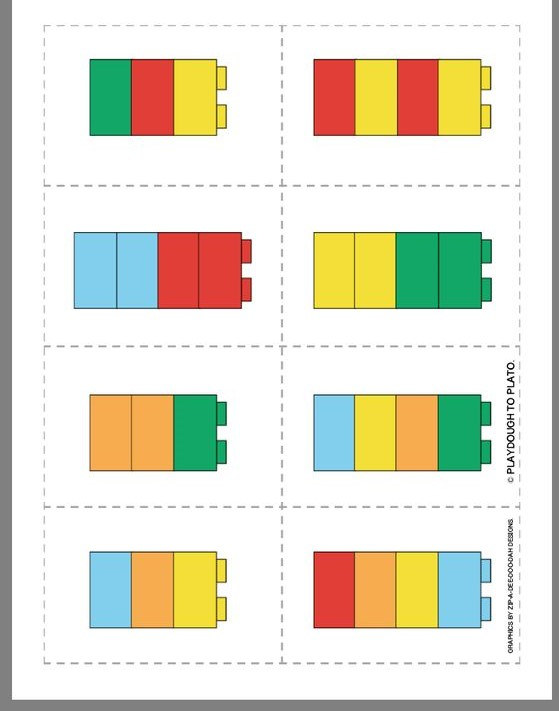 © PLAYDOUGH TO PLATO.
GRAPHICS BY ZIP-A-DEE-DOO-DAH DESIGNS.